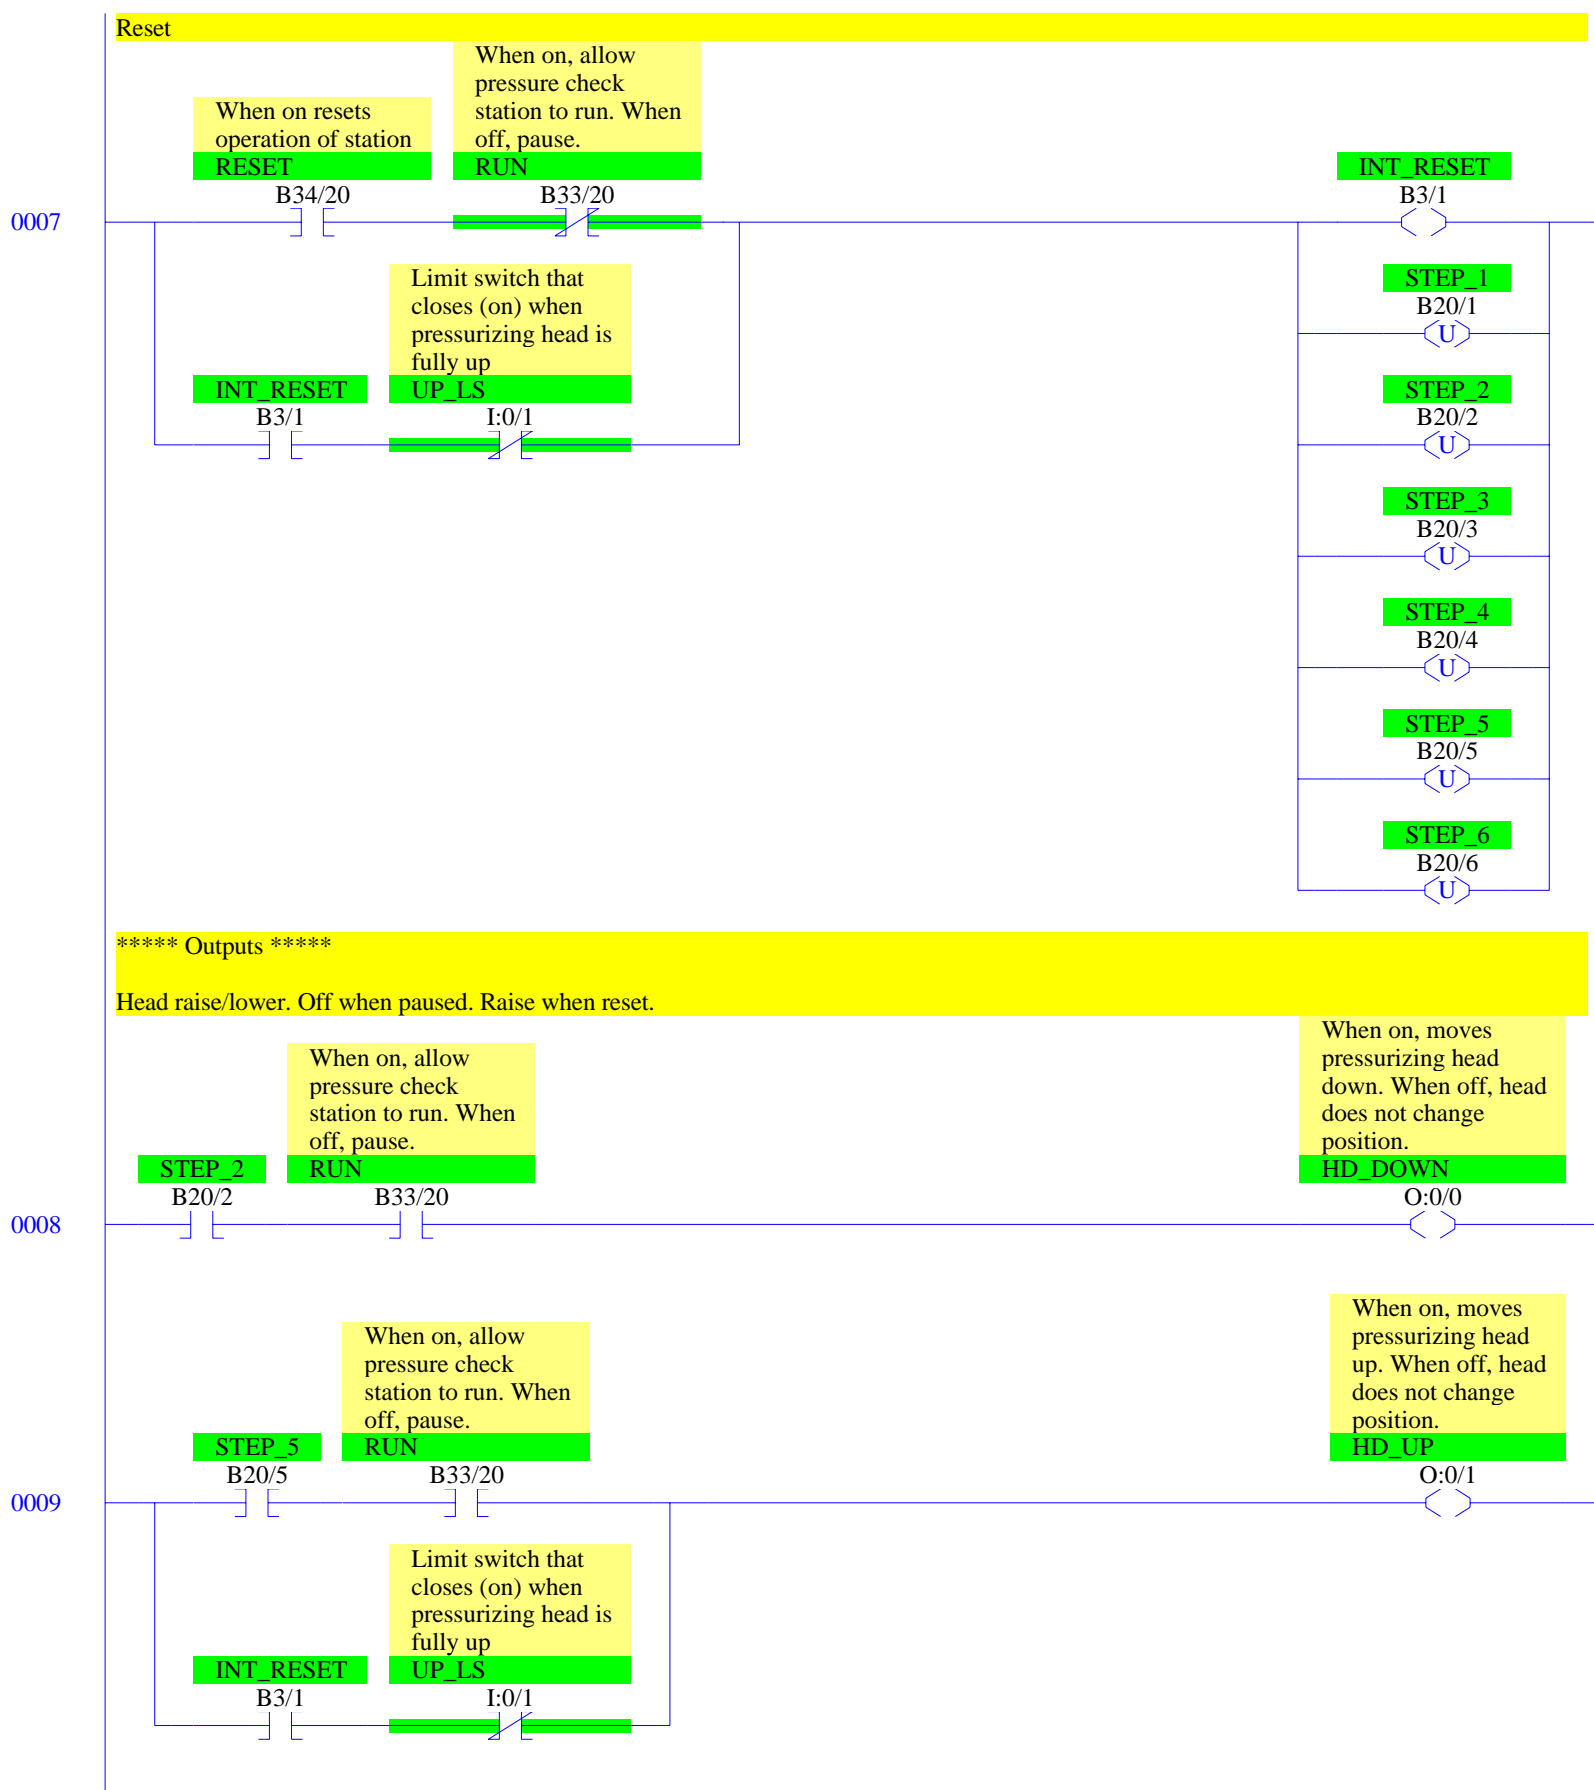 Reset
When on resets
operation of station
RESET
B34/20
When on, allow
pressure check
station to run. When
off, pause.
RUN
B33/20
INT_RESET
B3/1
0007
Limit switch that
closes (on) when
pressurizing head is
fully up
INT_RESET
B3/1
UP_LS
I:0/1
STEP_1
B20/1
U
STEP_2
B20/2
U
STEP_3
B20/3
U
STEP_4
B20/4
U
STEP_5
B20/5
U
STEP_6
B20/6
U
***** Outputs *****
Head raise/lower. Off when paused. Raise when reset.
STEP_2
B20/2
When on, allow
pressure check
station to run. When
off, pause.
RUN
B33/20
When on, moves
pressurizing head
down. When off, head
does not change
position.
HD_DOWN
O:0/0
0008
STEP_5
B20/5
When on, allow
pressure check
station to run. When
off, pause.
RUN
B33/20
When on, moves
pressurizing head
up. When off, head
does not change
position.
HD_UP
O:0/1
0009
Limit switch that
closes (on) when
pressurizing head is
fully up
INT_RESET
B3/1
UP_LS
I:0/1